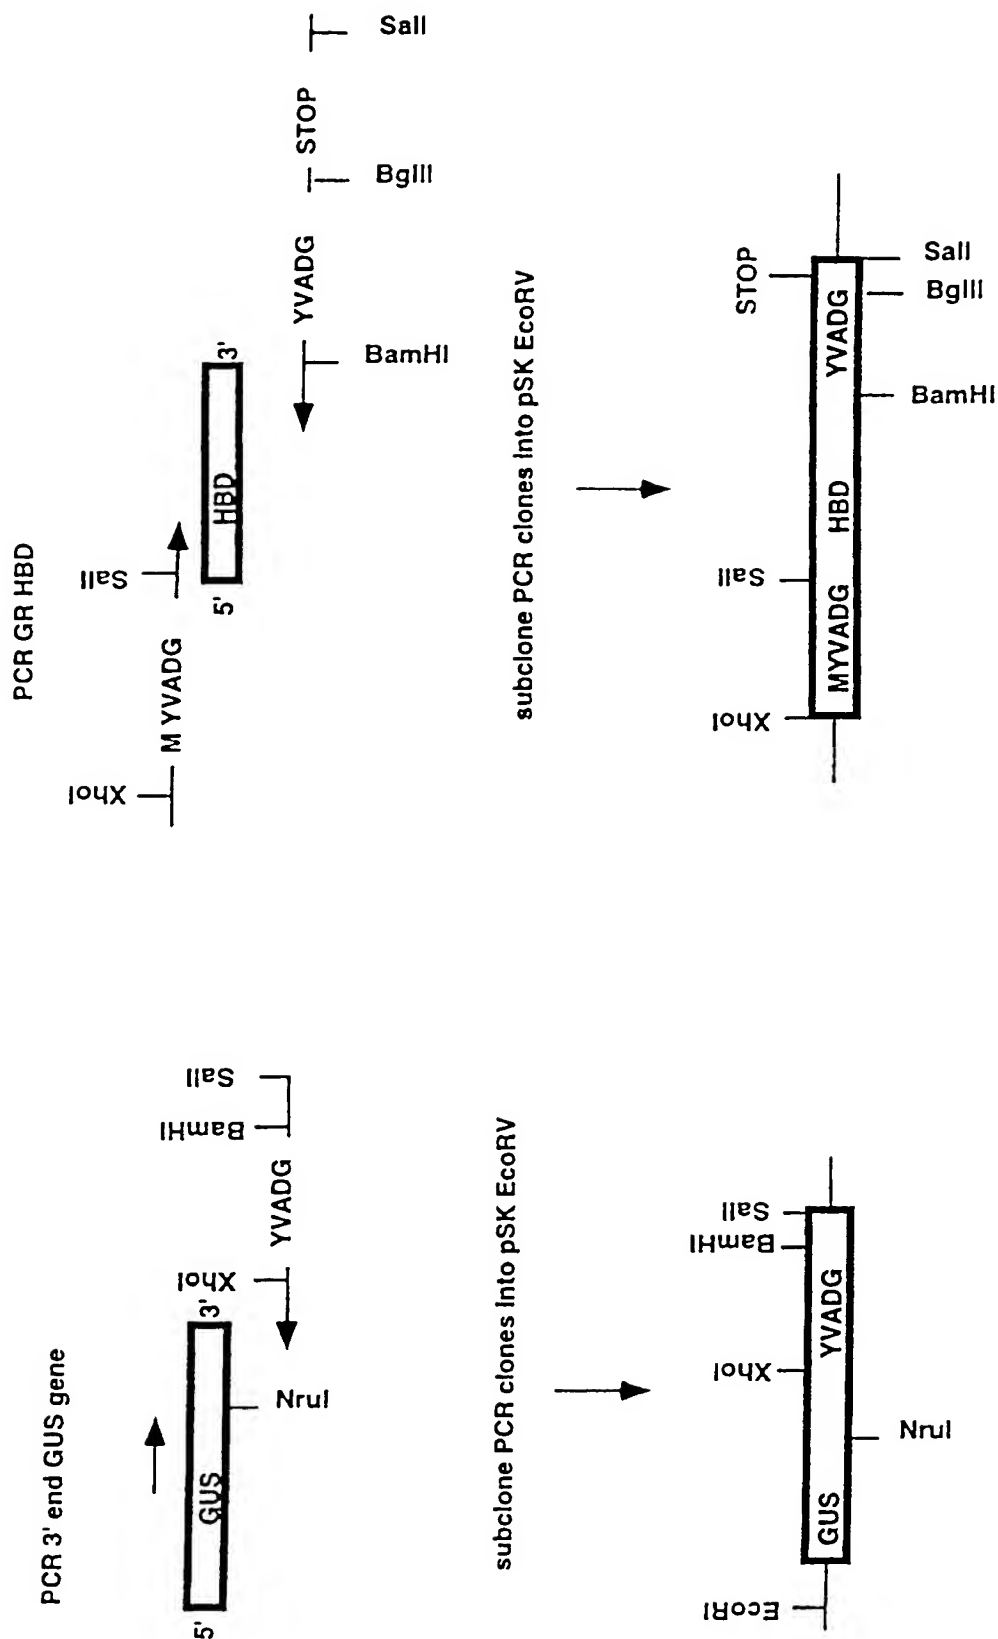 PCR 3' end GUS gene
5'
GUS
3'
NruI
XhoI
YVADG
BamHI
SalI
subclone PCR clones into pSK EcoRV
EcoRI
GUS
YVADG
NruI
XhoI
BamHI
SalI
PCR GR HBD
XhoI
M YVADG
SalI
5'
HBD
3'
BamHI
YVADG
BglII
STOP
SalI
subclone PCR clones into pSK EcoRV
XhoI
SalI
STOP
MYVADG
HBD
YVADG
BamHI
BglII
SalI